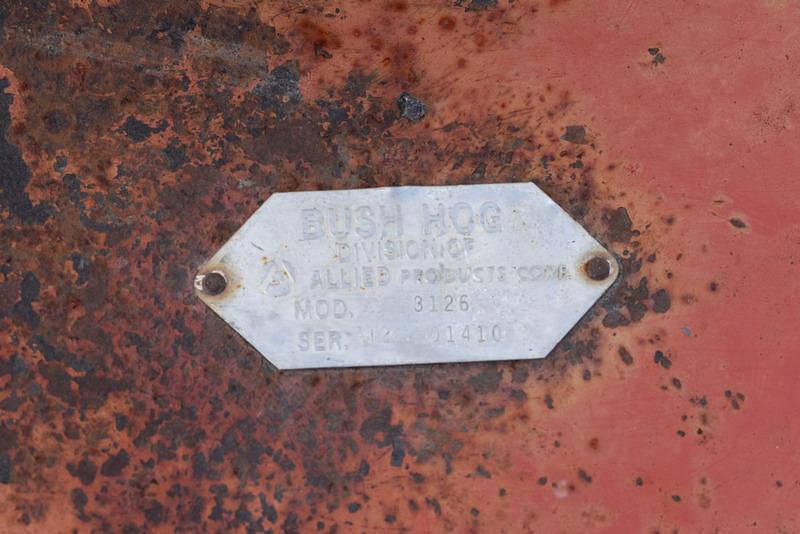 BUSH HOG
DIVISION OF
ALLIED PRODUCTS CORP.
MOD. 3126
SER.